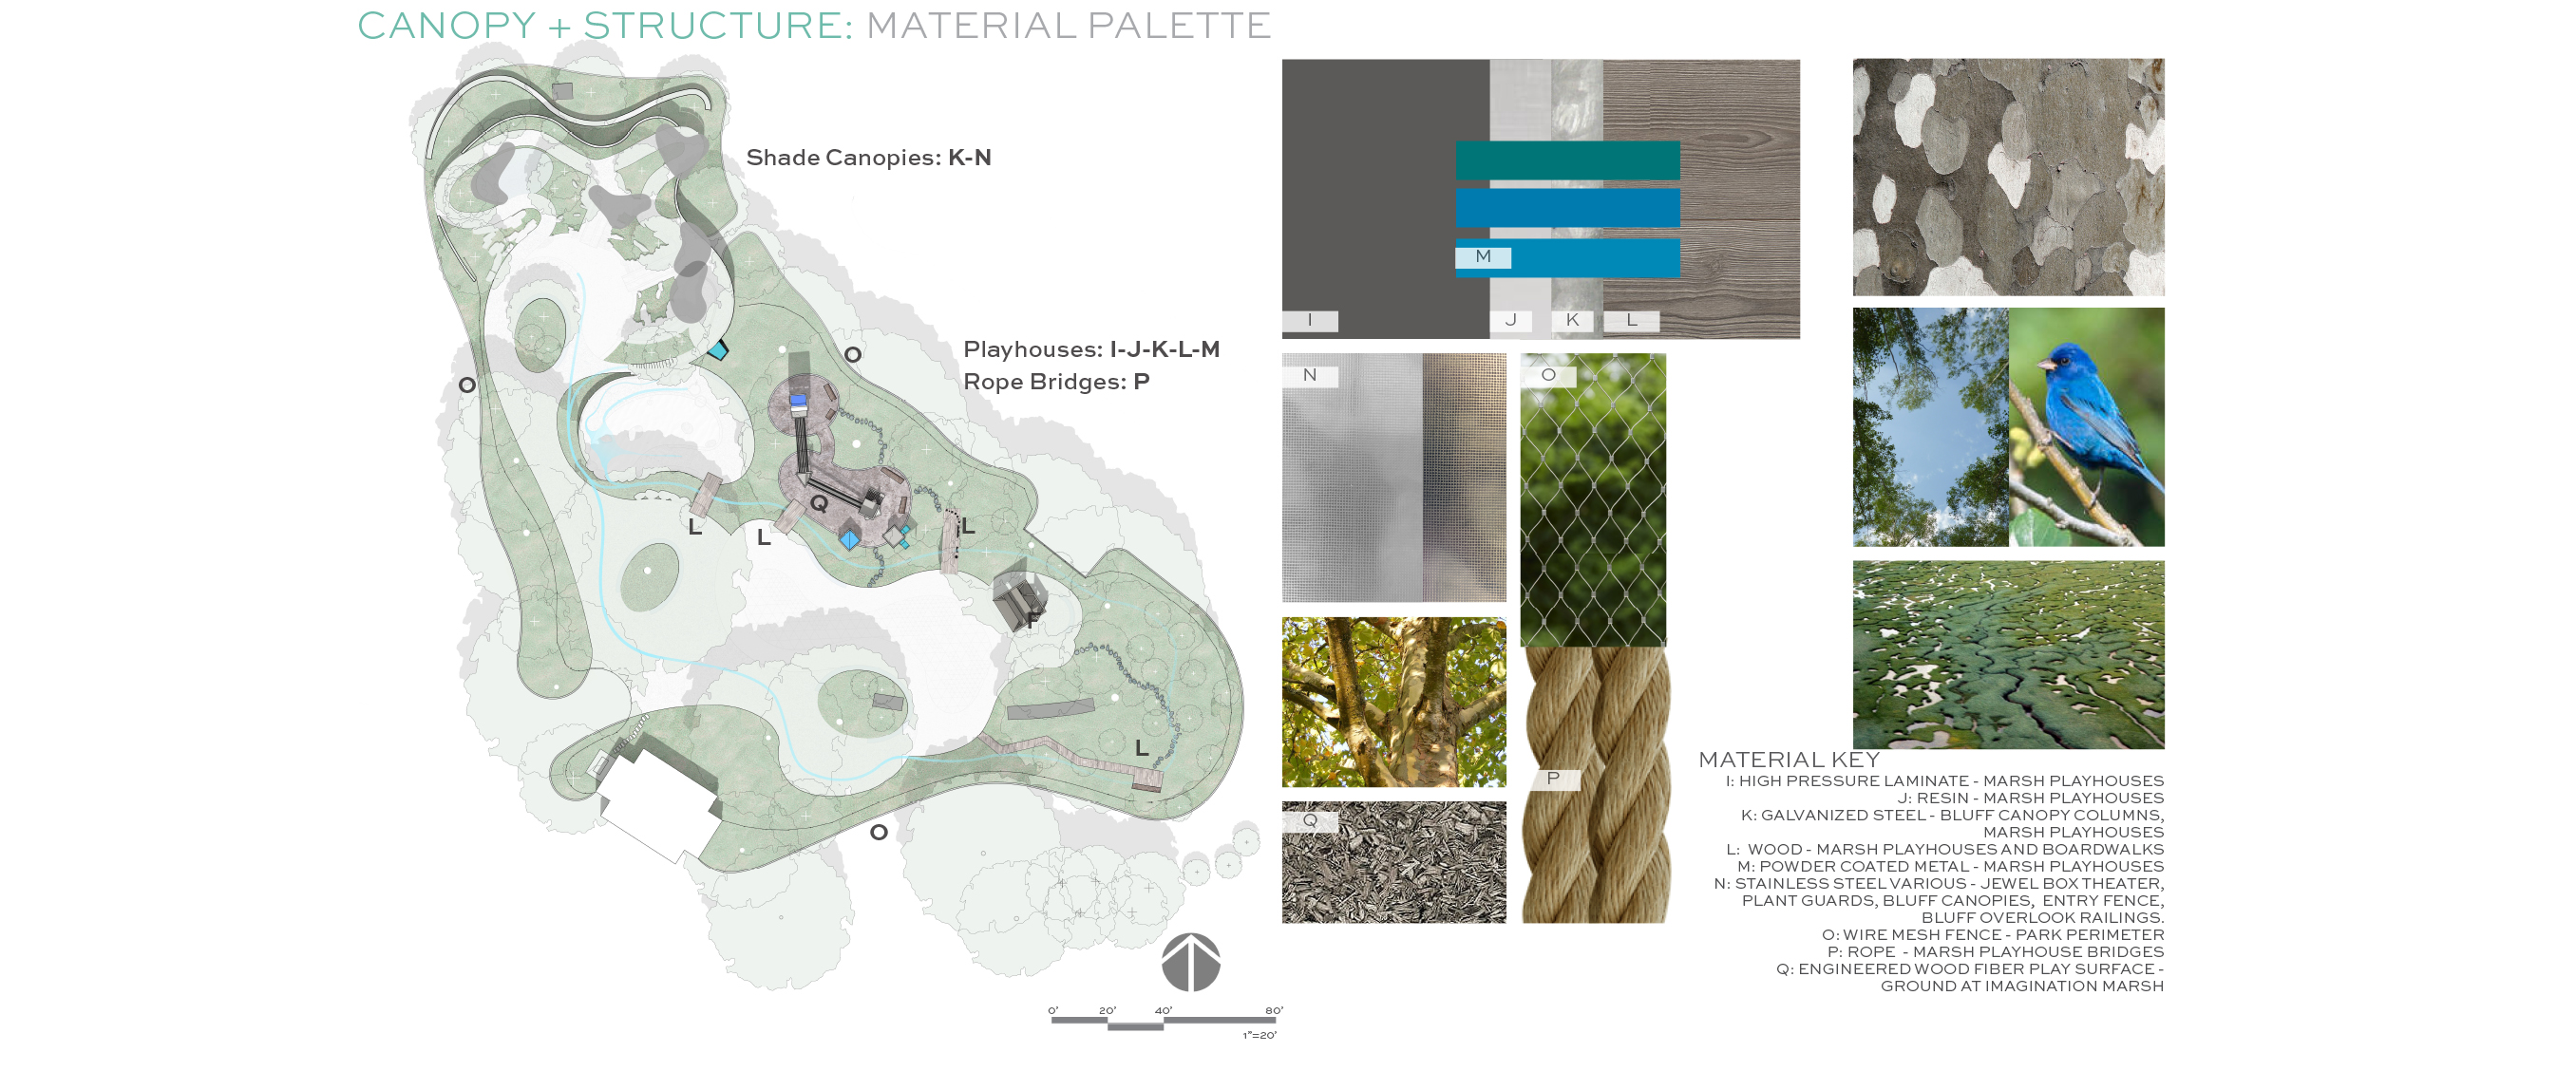 CANOPY + STRUCTURE: MATERIAL PALETTE
Shade Canopies: K-N
O
O
Playhouses: I-J-K-L-M
Rope Bridges: P
Q
L
L
L
F
L
O
0' 20' 40' 80'
1"=20'
M
I J K L
N
O
P
Q
MATERIAL KEY
I: HIGH PRESSURE LAMINATE - MARSH PLAYHOUSES
J: RESIN - MARSH PLAYHOUSES
K: GALVANIZED STEEL - BLUFF CANOPY COLUMNS,
MARSH PLAYHOUSES
L: WOOD - MARSH PLAYHOUSES AND BOARDWALKS
M: POWDER COATED METAL - MARSH PLAYHOUSES
N: STAINLESS STEEL VARIOUS - JEWEL BOX THEATER,
PLANT GUARDS, BLUFF CANOPIES, ENTRY FENCE,
BLUFF OVERLOOK RAILINGS.
O: WIRE MESH FENCE - PARK PERIMETER
P: ROPE - MARSH PLAYHOUSE BRIDGES
Q: ENGINEERED WOOD FIBER PLAY SURFACE -
GROUND AT IMAGINATION MARSH